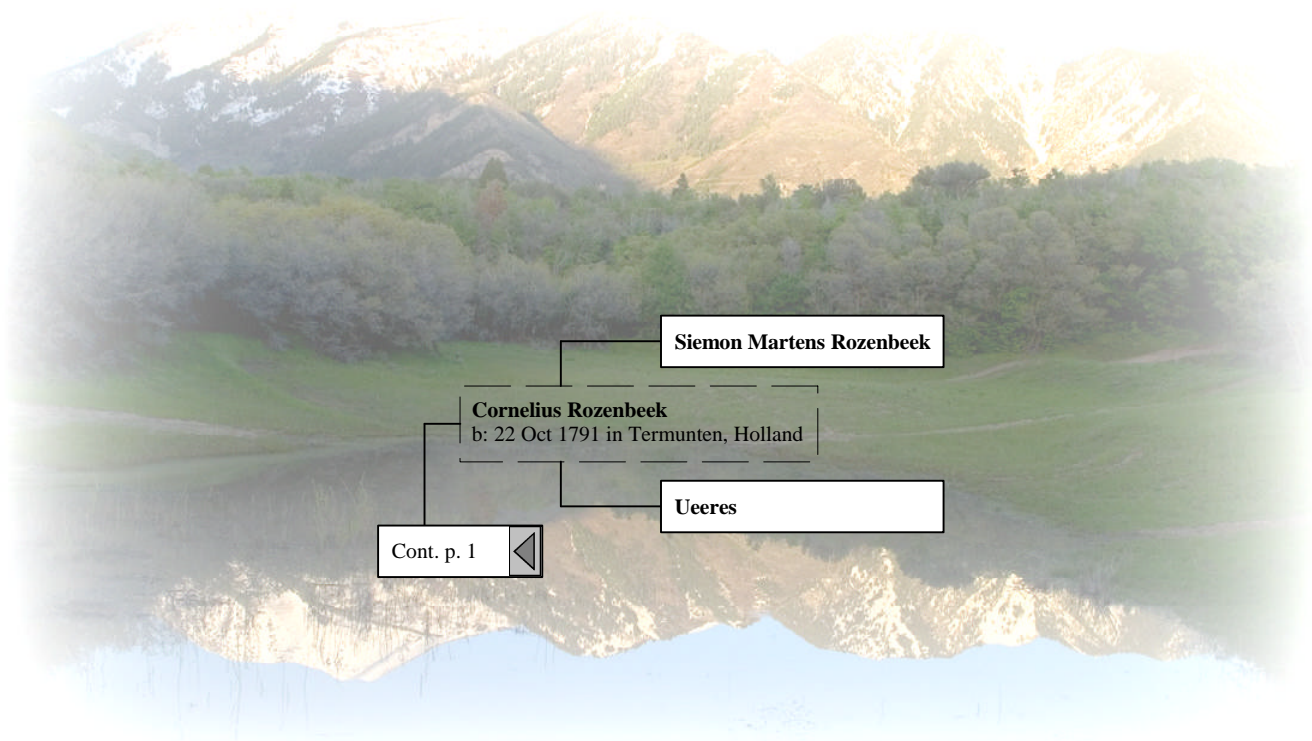 Siemon Martens Rozenbeek
Cornelius Rozenbeek
b: 22 Oct 1791 in Termunten, Holland
Ueeres
Cont. p. 1